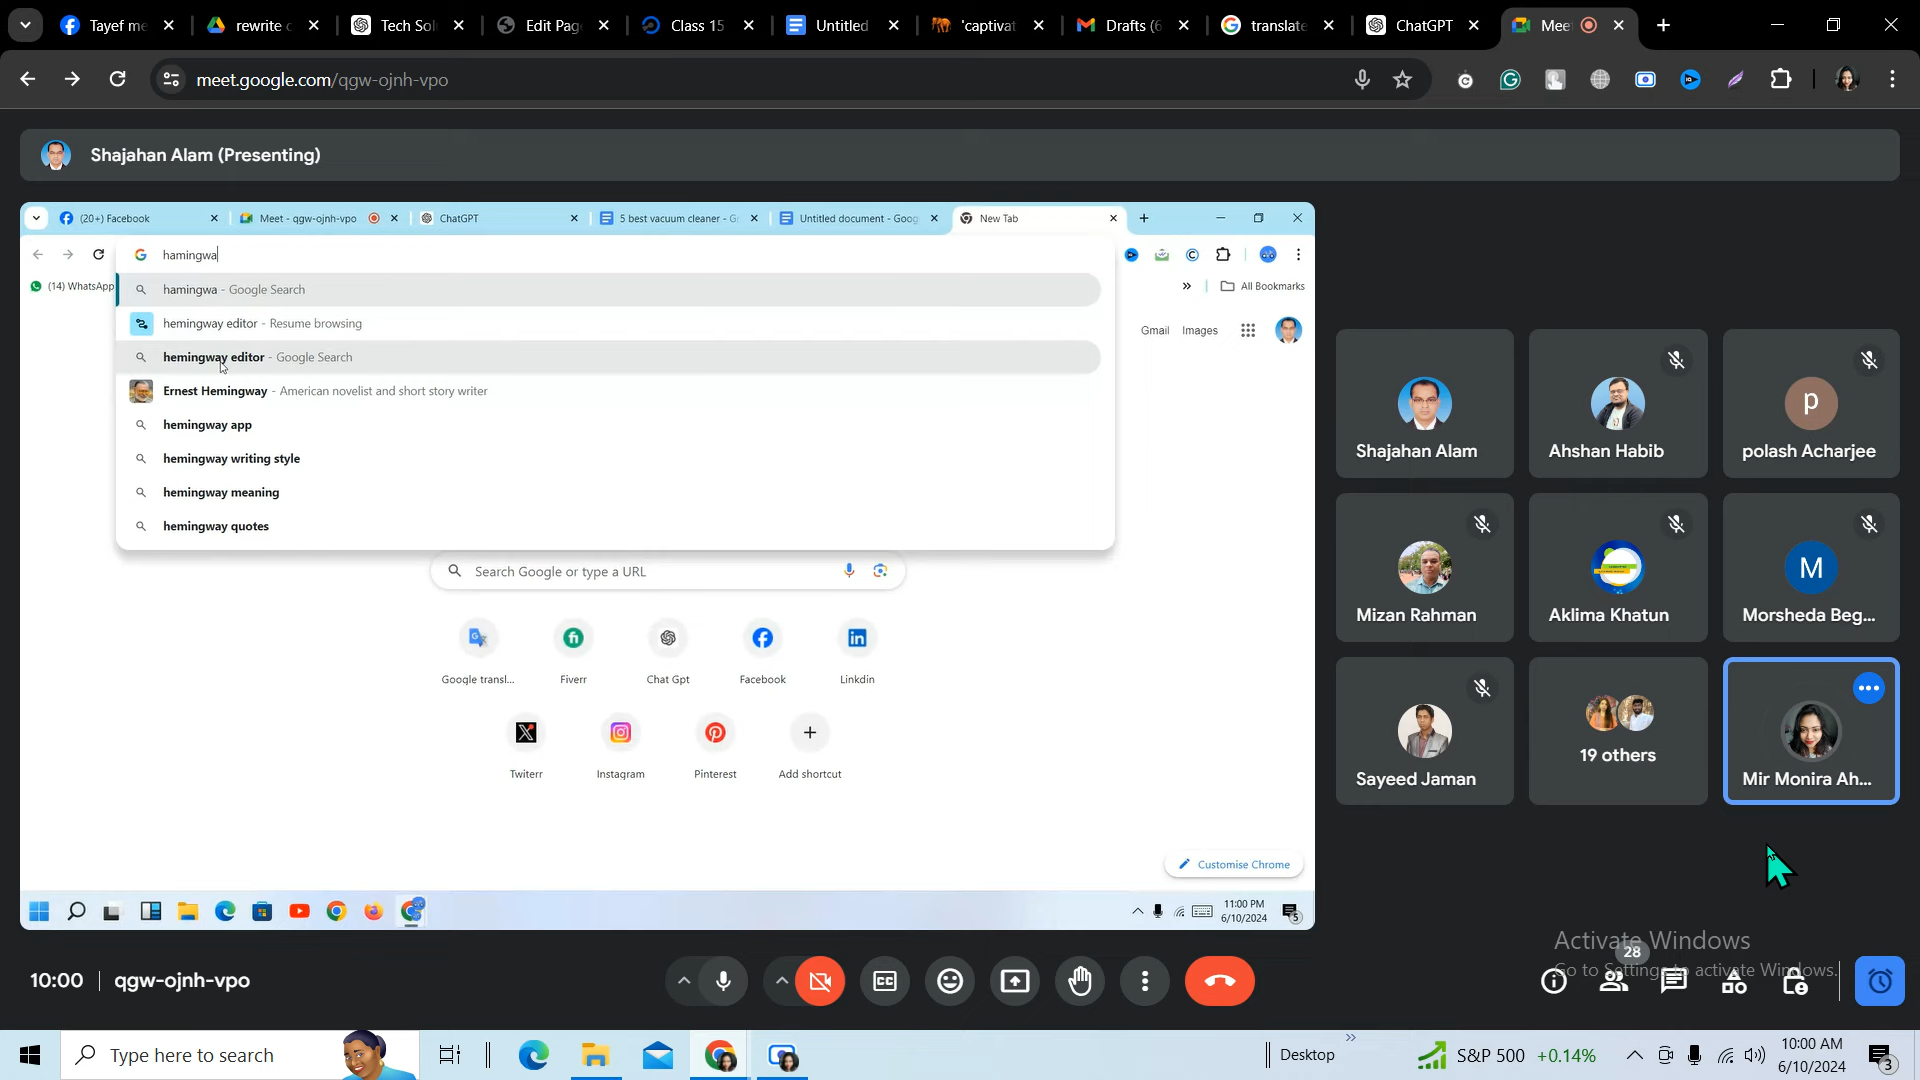 Tayef me
rewrite c
Tech Sol
Edit Pag
Class 15
Untitled
'captivat
Drafts (6
translate
ChatGPT
Mee
meet.google.com/qgw-ojnh-vpo
Shajahan Alam (Presenting)
(20+) Facebook
Meet - qgw-ojnh-vpo
ChatGPT
5 best vacuum cleaner - G
Untitled document - Goog
New Tab
hamingwa
(14) WhatsApp
All Bookmarks
hamingwa - Google Search
hemingway editor - Resume browsing
hemingway editor - Google Search
Ernest Hemingway - American novelist and short story writer
hemingway app
hemingway writing style
hemingway meaning
hemingway quotes
Gmail Images
Search Google or type a URL
Google transl...
Fiverr
Chat Gpt
Facebook
Linkdin
Twiterr
Instagram
Pinterest
Add shortcut
Customise Chrome
11:00 PM
6/10/2024
5
Shajahan Alam
Ahshan Habib
p
polash Acharjee
Mizan Rahman
Aklima Khatun
M
Morsheda Beg...
Sayeed Jaman
19 others
Mir Monira Ah...
Activate Windows
Go to Settings to activate Windows.
10:00
qgw-ojnh-vpo
28
Type here to search
Desktop
S&P 500 +0.14%
10:00 AM
6/10/2024
3